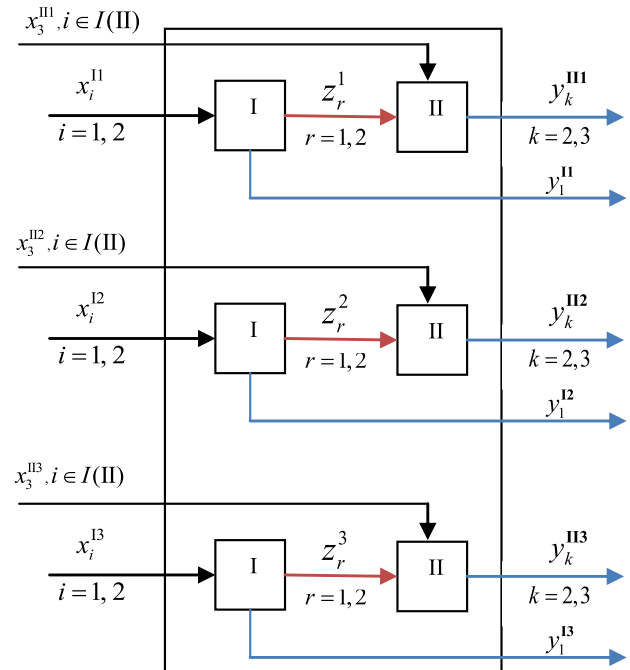 x_3^{II1}, i ∈ I(II)
x_i^{I1}
i = 1, 2
I
z_r^1
r = 1, 2
II
y_k^{II1}
k = 2, 3
y_1^{I1}
x_3^{II2}, i ∈ I(II)
x_i^{I2}
i = 1, 2
I
z_r^2
r = 1, 2
II
y_k^{II2}
k = 2, 3
y_1^{I2}
x_3^{II3}, i ∈ I(II)
x_i^{I3}
i = 1, 2
I
z_r^3
r = 1, 2
II
y_k^{II3}
k = 2, 3
y_1^{I3}